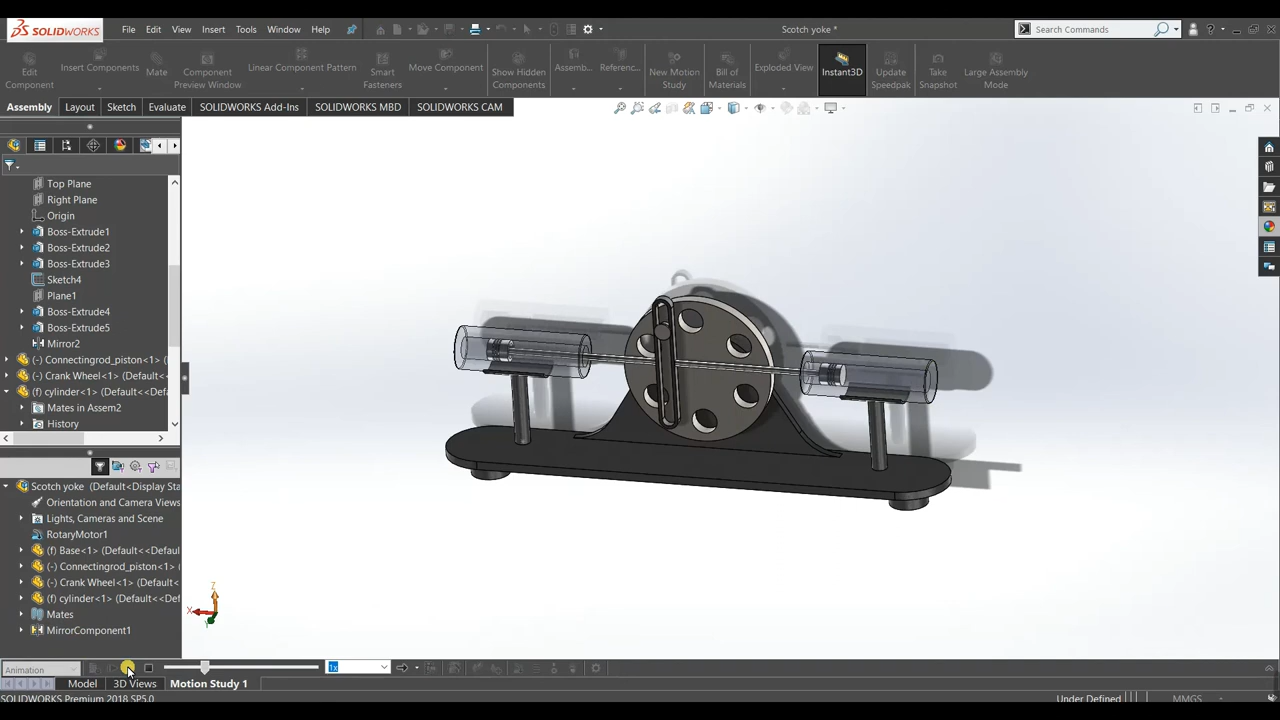 SOLIDWORKS File Edit View Insert Tools Window Help Scotch yoke * Search Commands
Edit Component Insert Components Mate Component Preview Window Linear Component Pattern Smart Fasteners Move Component Show Hidden Components Assemb... Referenc... New Motion Study Bill of Materials Exploded View Instant3D Update Speedpak Take Snapshot Large Assembly Mode
Assembly Layout Sketch Evaluate SOLIDWORKS Add-Ins SOLIDWORKS MBD SOLIDWORKS CAM
Top Plane
Right Plane
Origin
Boss-Extrude1
Boss-Extrude2
Boss-Extrude3
Sketch4
Plane1
Boss-Extrude4
Boss-Extrude5
Mirror2
(-) Connectingrod_piston<1> (
(-) Crank Wheel<1> (Default<
(f) cylinder<1> (Default<<Def
Mates in Assem2
History
Scotch yoke (Default<Display Sta
Orientation and Camera Views
Lights, Cameras and Scene
RotaryMotor1
(f) Base<1> (Default<<Defau
(-) Connectingrod_piston<1>
(-) Crank Wheel<1> (Default<
(f) cylinder<1> (Default<<Def
Mates
MirrorComponent1
Z
X
Y
Animation 1x
Model 3D Views Motion Study 1
SOLIDWORKS Premium 2018 SP5.0 Under Defined MMGS